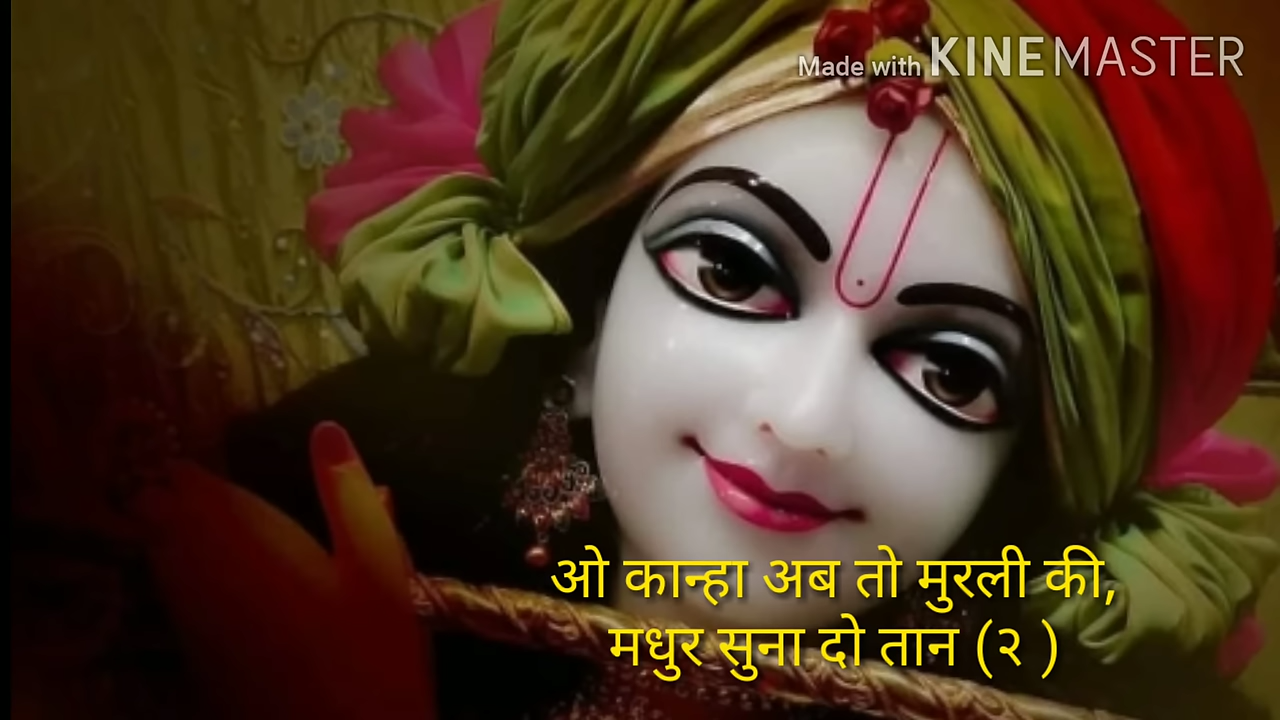 Made with KINEMASTER
ओ कान्हा अब तो मुरली की,
मधुर सुना दो तान (२ )